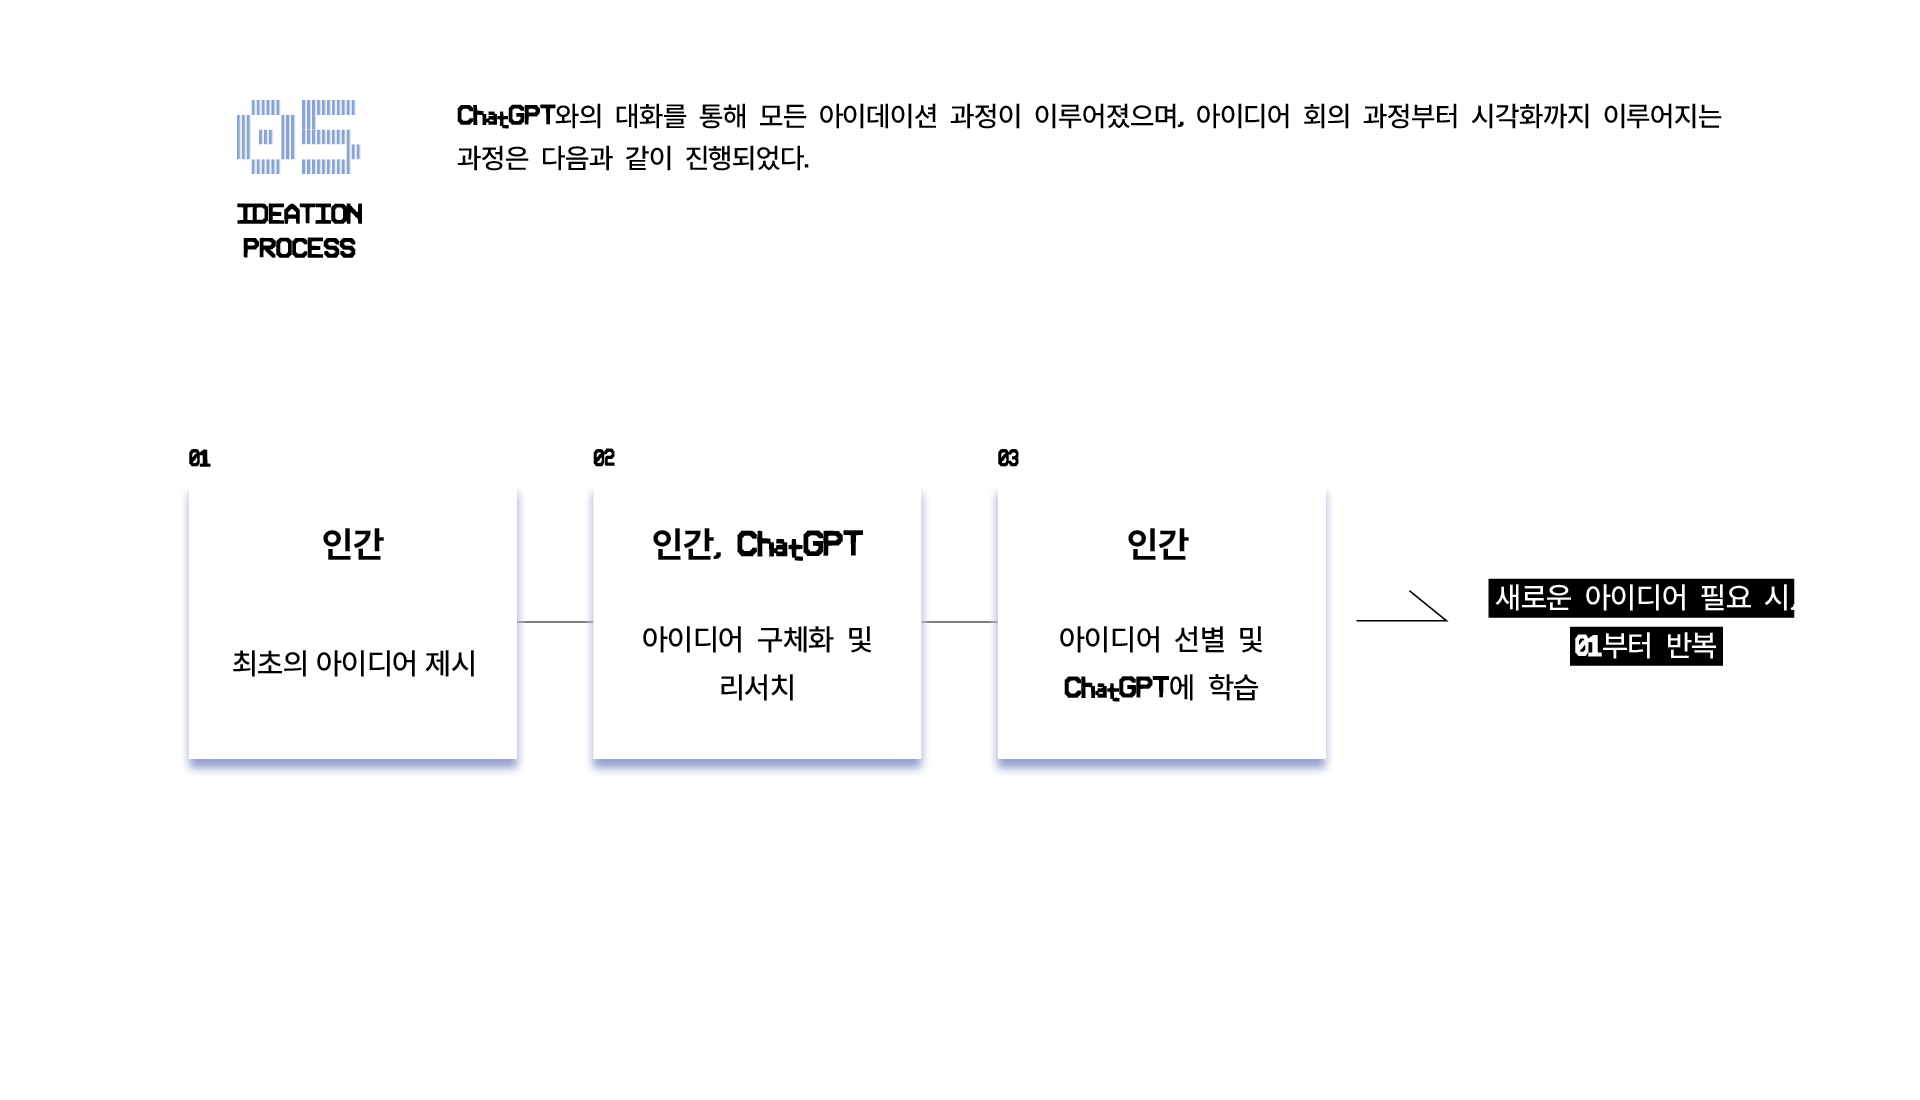 05
IDEATION
PROCESS
ChatGPT와의 대화를 통해 모든 아이데이션 과정이 이루어졌으며, 아이디어 회의 과정부터 시각화까지 이루어지는
과정은 다음과 같이 진행되었다.
01
인간
최초의 아이디어 제시
02
인간, ChatGPT
아이디어 구체화 및
리서치
03
인간
아이디어 선별 및
ChatGPT에 학습
새로운 아이디어 필요 시,
01부터 반복